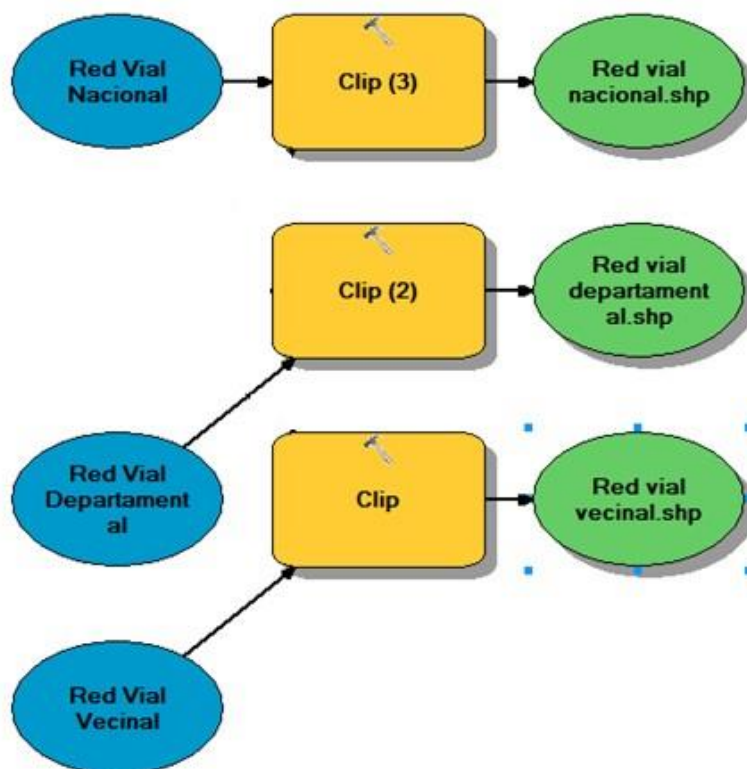 Red Vial
Nacional
Clip (3)
Red vial
nacional.shp
Clip (2)
Red vial
departament
al.shp
Red Vial
Departament
al
Clip
Red vial
vecinal.shp
Red Vial
Vecinal